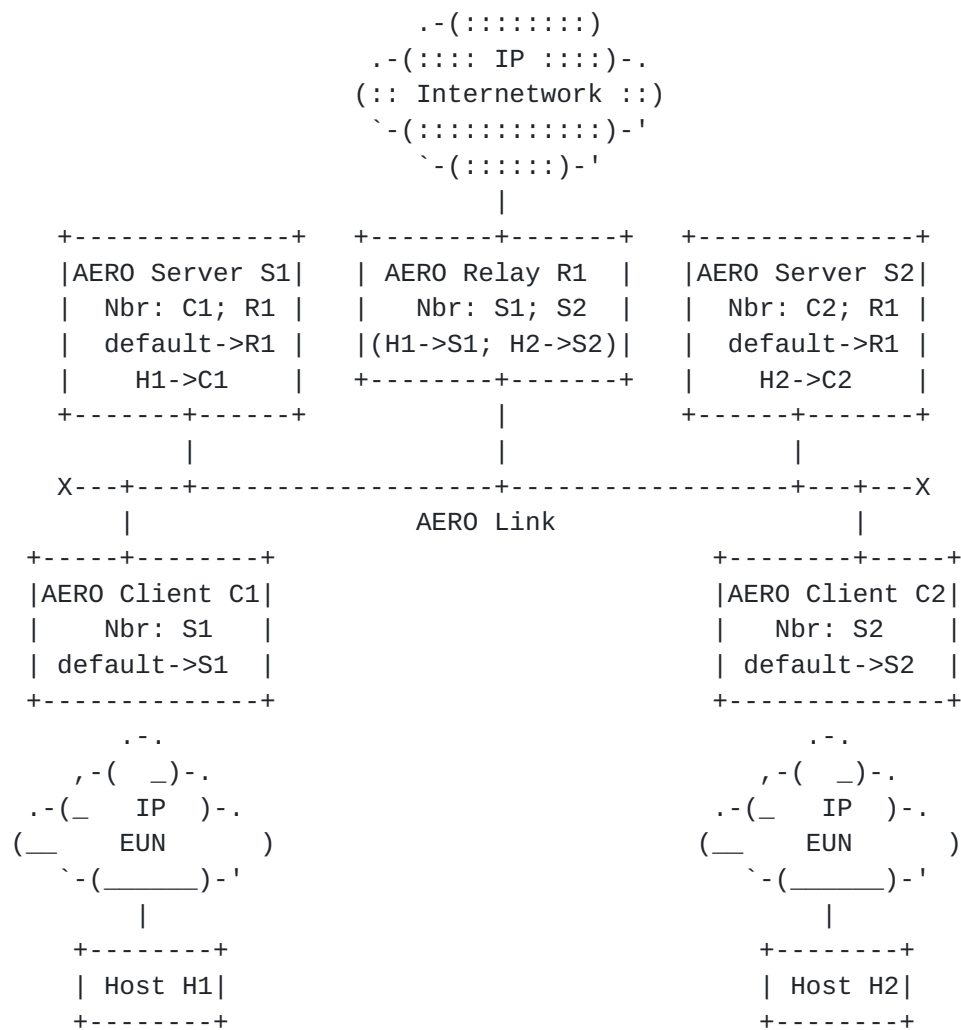 IP
Internetwork
AERO Server S1 AERO Relay R1 AERO Server S2
Nbr: C1; R1 Nbr: S1; S2 Nbr: C2; R1
default->R1 (H1->S1; H2->S2) default->R1
H1->C1 H2->C2
X X
AERO Link
AERO Client C1 AERO Client C2
Nbr: S1 Nbr: S2
default->S1 default->S2
IP IP
EUN EUN
Host H1 Host H2